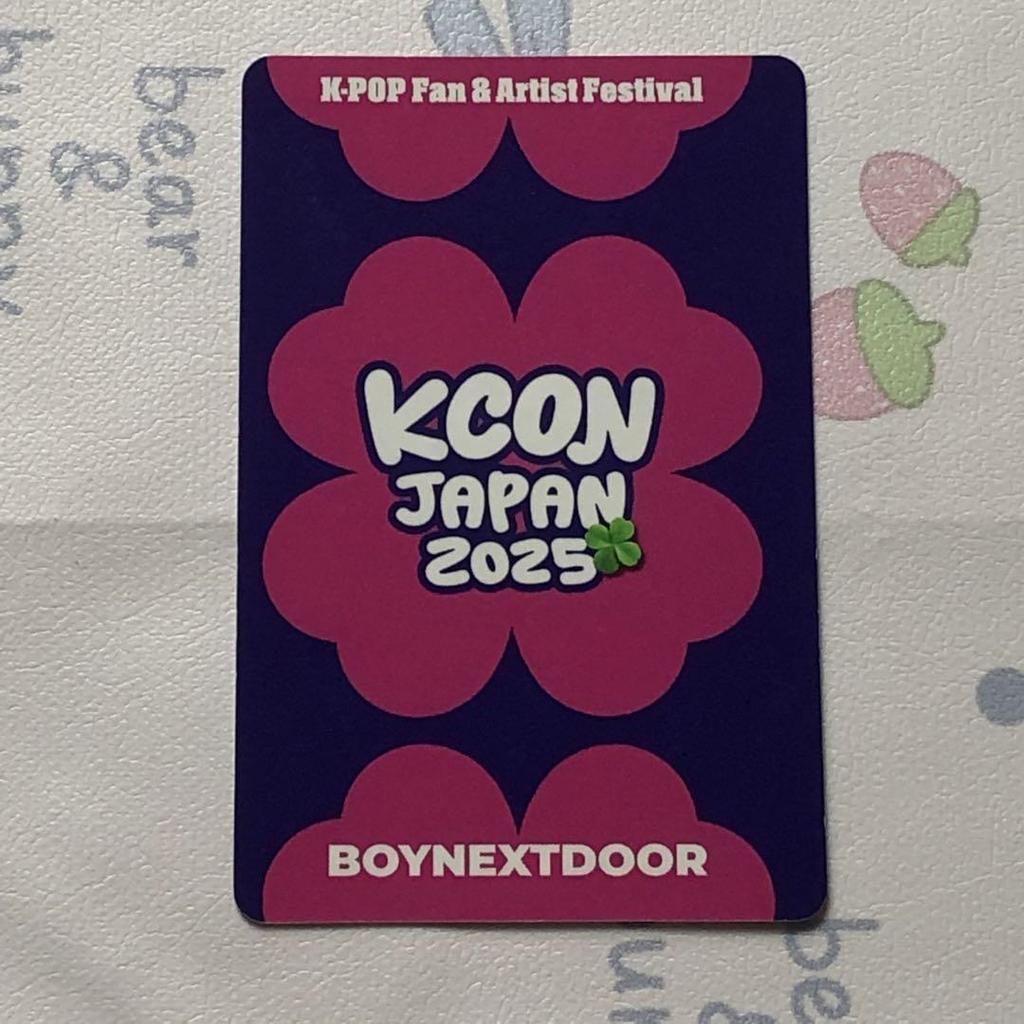 K-POP Fan & Artist Festival
KCON
JAPAN
2025
BOYNEXTDOOR
bear
&